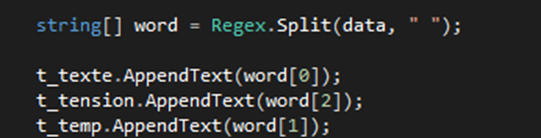 string[] word = Regex.Split(data, " ");
t_texte.AppendText(word[0]);
t_tension.AppendText(word[2]);
t_temp.AppendText(word[1]);